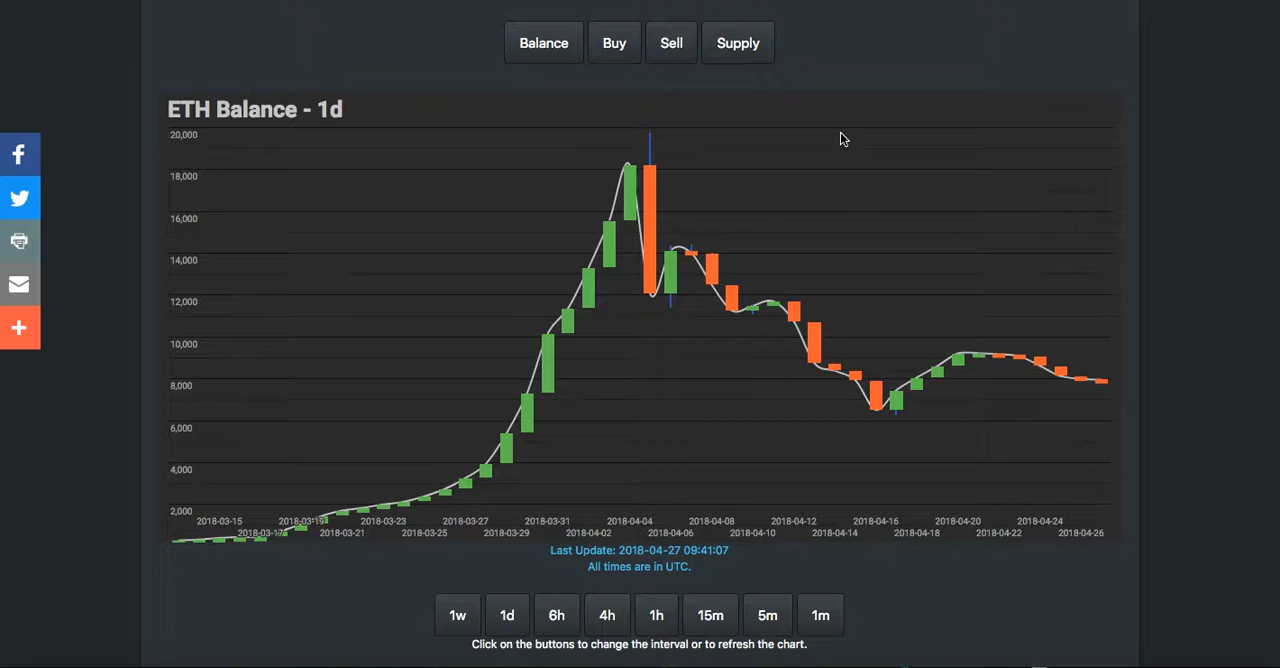 Balance Buy Sell Supply
ETH Balance - 1d
20,000
18,000
16,000
14,000
12,000
10,000
8,000
6,000
4,000
2,000
2018-03-15 2018-03-19 2018-03-23 2018-03-27 2018-03-31 2018-04-04 2018-04-08 2018-04-12 2018-04-16 2018-04-20 2018-04-24
2018-03-17 2018-03-21 2018-03-25 2018-03-29 2018-04-02 2018-04-06 2018-04-10 2018-04-14 2018-04-18 2018-04-22 2018-04-26
Last Update: 2018-04-27 09:41:07
All times are in UTC.
1w 1d 6h 4h 1h 15m 5m 1m
Click on the buttons to change the interval or to refresh the chart.